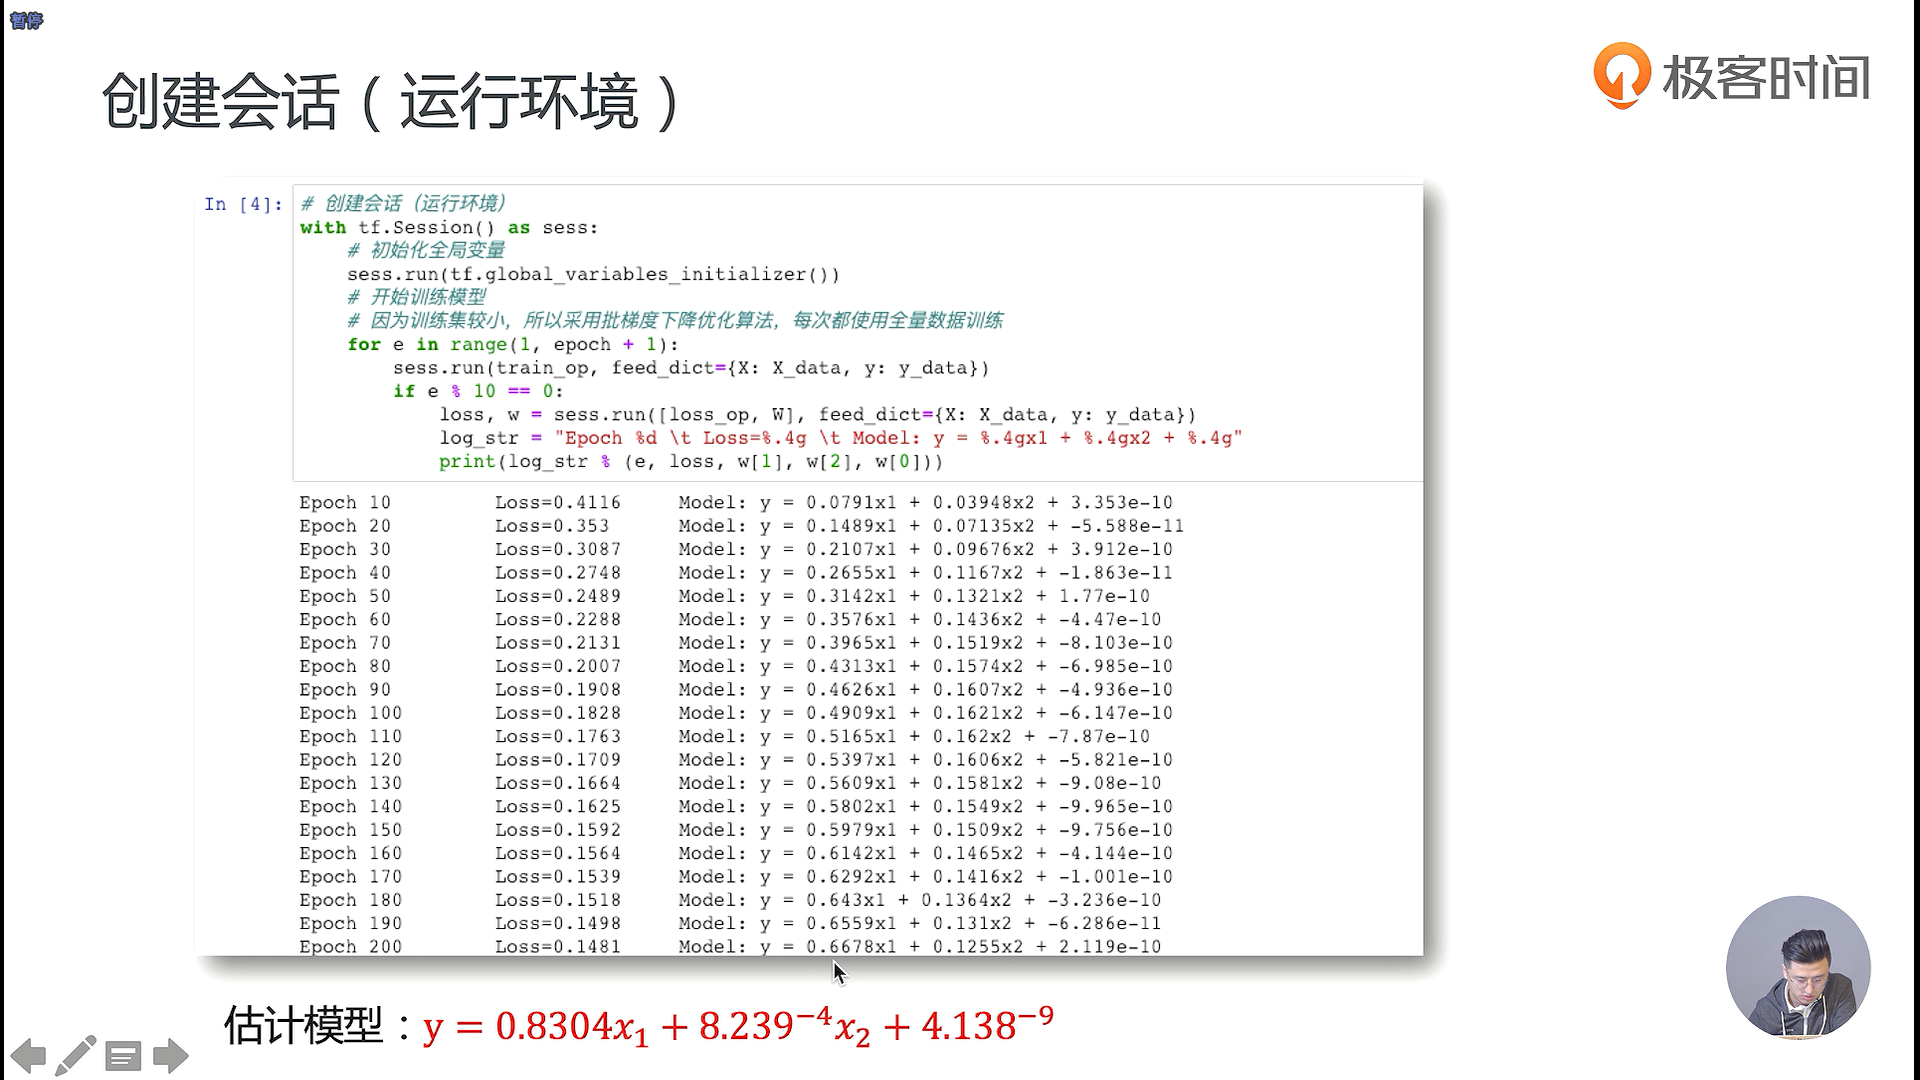 暂停
创建会话（运行环境）
极客时间
In [4]:
# 创建会话（运行环境）
with tf.Session() as sess:
    # 初始化全局变量
    sess.run(tf.global_variables_initializer())
    # 开始训练模型
    # 因为训练集较小，所以采用批梯度下降优化算法，每次都使用全量数据训练
    for e in range(1, epoch + 1):
        sess.run(train_op, feed_dict={X: X_data, y: y_data})
        if e % 10 == 0:
            loss, w = sess.run([loss_op, W], feed_dict={X: X_data, y: y_data})
            log_str = "Epoch %d \t Loss=%.4g \t Model: y = %.4gx1 + %.4gx2 + %.4g"
            print(log_str % (e, loss, w[1], w[2], w[0]))
Epoch 10 Loss=0.4116 Model: y = 0.0791x1 + 0.03948x2 + 3.353e-10
Epoch 20 Loss=0.353 Model: y = 0.1489x1 + 0.07135x2 + -5.588e-11
Epoch 30 Loss=0.3087 Model: y = 0.2107x1 + 0.09676x2 + 3.912e-10
Epoch 40 Loss=0.2748 Model: y = 0.2655x1 + 0.1167x2 + -1.863e-11
Epoch 50 Loss=0.2489 Model: y = 0.3142x1 + 0.1321x2 + 1.77e-10
Epoch 60 Loss=0.2288 Model: y = 0.3576x1 + 0.1436x2 + -4.47e-10
Epoch 70 Loss=0.2131 Model: y = 0.3965x1 + 0.1519x2 + -8.103e-10
Epoch 80 Loss=0.2007 Model: y = 0.4313x1 + 0.1574x2 + -6.985e-10
Epoch 90 Loss=0.1908 Model: y = 0.4626x1 + 0.1607x2 + -4.936e-10
Epoch 100 Loss=0.1828 Model: y = 0.4909x1 + 0.1621x2 + -6.147e-10
Epoch 110 Loss=0.1763 Model: y = 0.5165x1 + 0.162x2 + -7.87e-10
Epoch 120 Loss=0.1709 Model: y = 0.5397x1 + 0.1606x2 + -5.821e-10
Epoch 130 Loss=0.1664 Model: y = 0.5609x1 + 0.1581x2 + -9.08e-10
Epoch 140 Loss=0.1625 Model: y = 0.5802x1 + 0.1549x2 + -9.965e-10
Epoch 150 Loss=0.1592 Model: y = 0.5979x1 + 0.1509x2 + -9.756e-10
Epoch 160 Loss=0.1564 Model: y = 0.6142x1 + 0.1465x2 + -4.144e-10
Epoch 170 Loss=0.1539 Model: y = 0.6292x1 + 0.1416x2 + -1.001e-10
Epoch 180 Loss=0.1518 Model: y = 0.643x1 + 0.1364x2 + -3.236e-10
Epoch 190 Loss=0.1498 Model: y = 0.6559x1 + 0.131x2 + -6.286e-11
Epoch 200 Loss=0.1481 Model: y = 0.6678x1 + 0.1255x2 + 2.119e-10
估计模型：y = 0.8304x₁ + 8.239⁻⁴x₂ + 4.138⁻⁹